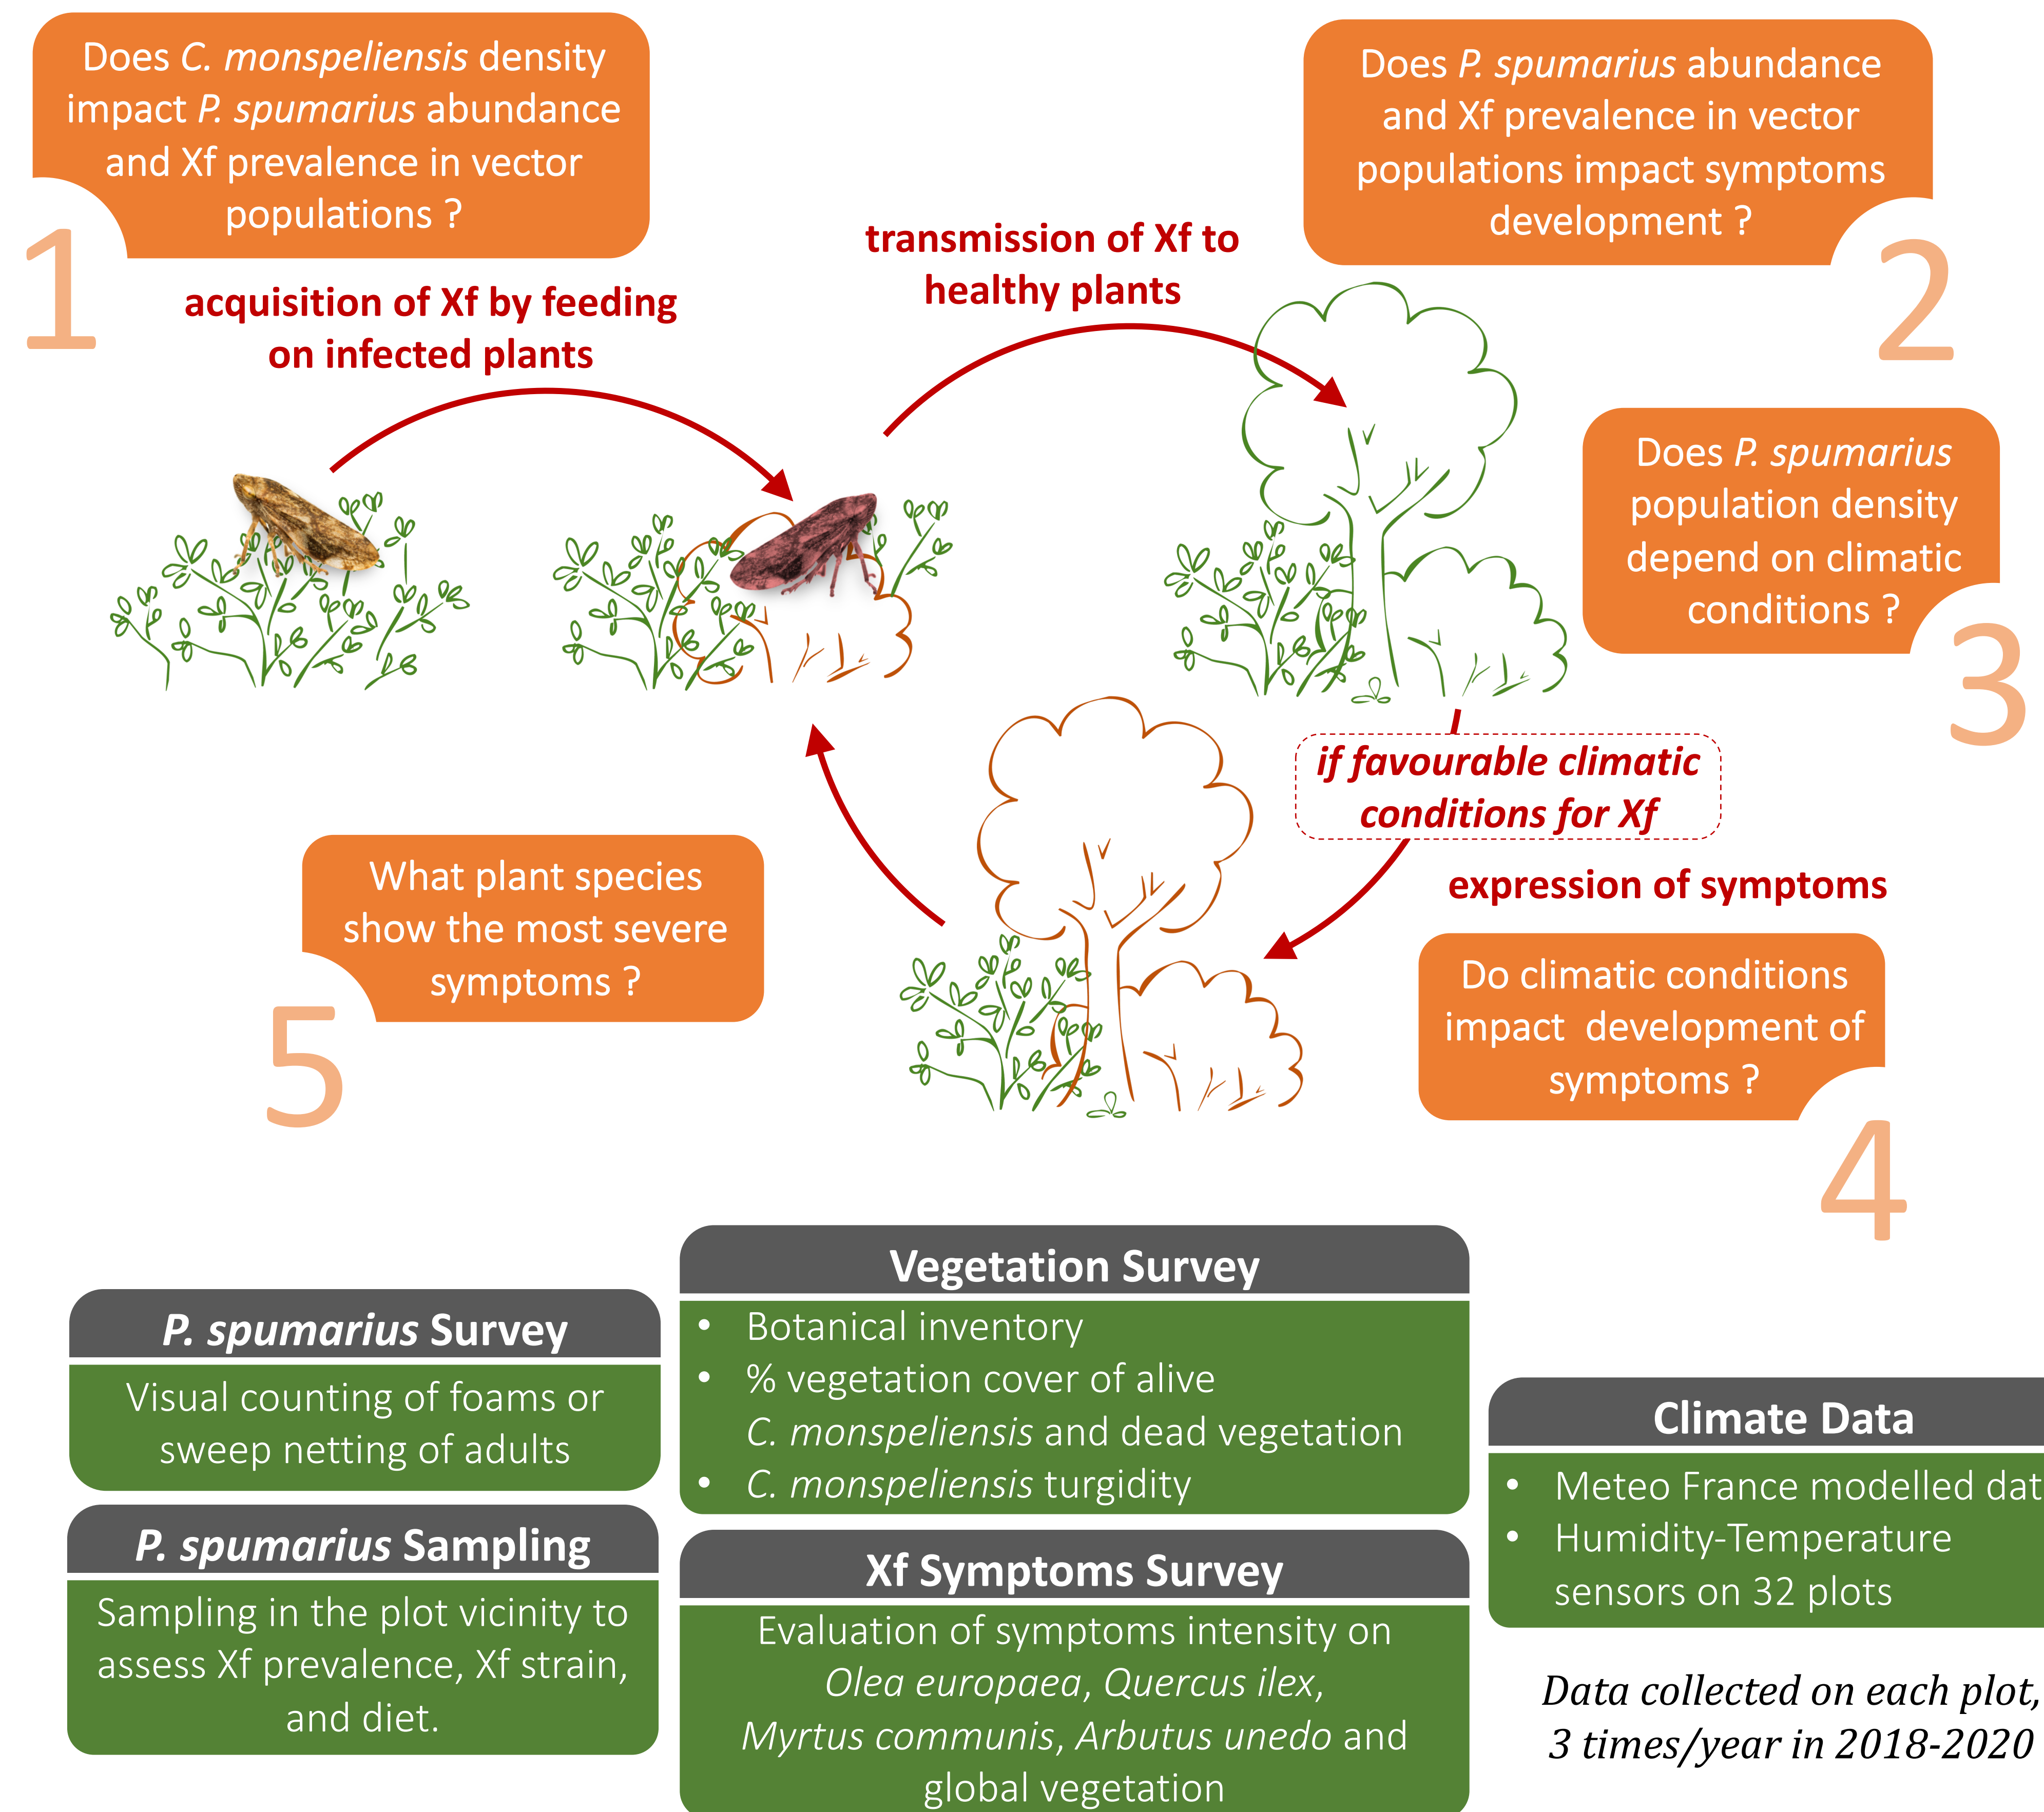 Does C. monspeliensis density
impact P. spumarius abundance
and Xf prevalence in vector
populations ?
1
Does P. spumarius abundance
and Xf prevalence in vector
populations impact symptoms
development ?
2
acquisition of Xf by feeding
on infected plants
transmission of Xf to
healthy plants
Does P. spumarius
population density
depend on climatic
conditions ?
3
if favourable climatic
conditions for Xf
expression of symptoms
Do climatic conditions
impact development of
symptoms ?
4
What plant species
show the most severe
symptoms ?
5
P. spumarius Survey
Visual counting of foams or
sweep netting of adults
P. spumarius Sampling
Sampling in the plot vicinity to
assess Xf prevalence, Xf strain,
and diet.
Vegetation Survey
• Botanical inventory
• % vegetation cover of alive
C. monspeliensis and dead vegetation
• C. monspeliensis turgidity
Xf Symptoms Survey
Evaluation of symptoms intensity on
Olea europaea, Quercus ilex,
Myrtus communis, Arbutus unedo and
global vegetation
Climate Data
• Meteo France modelled dat
• Humidity-Temperature
sensors on 32 plots
Data collected on each plot,
3 times/year in 2018-2020